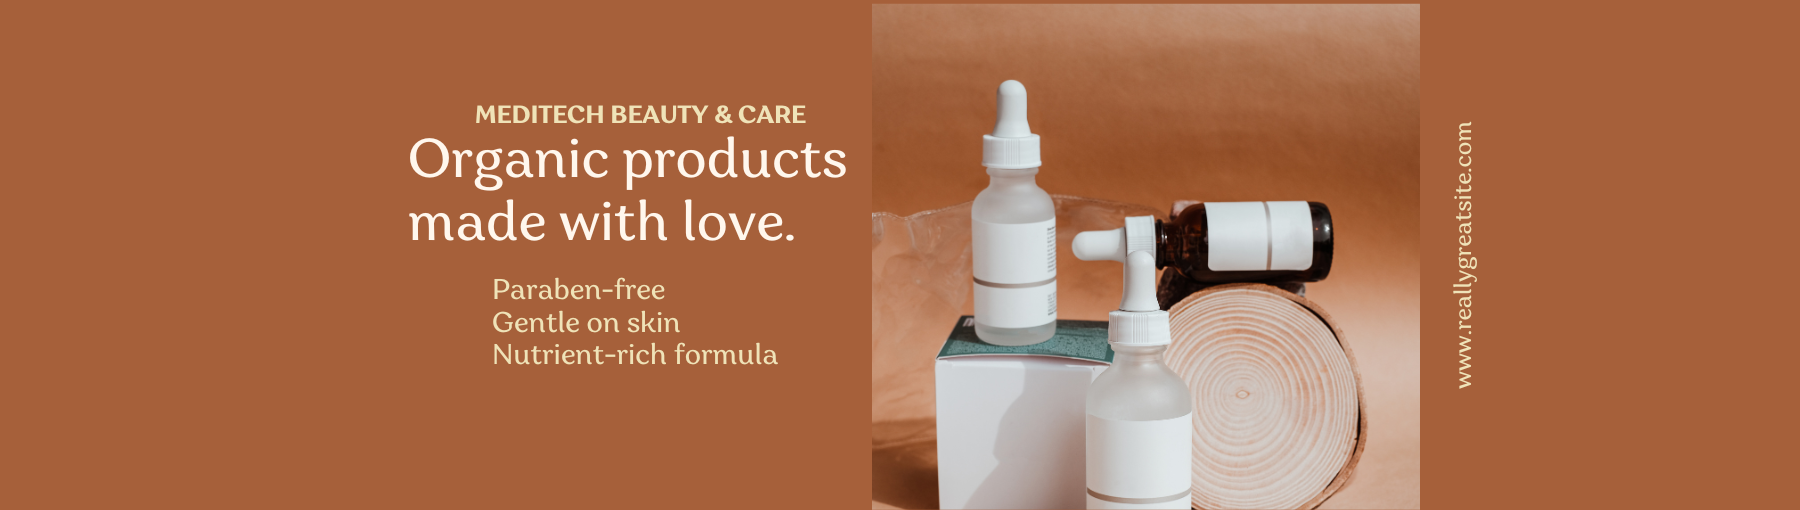 MEDITECH BEAUTY & CARE
Organic products
made with love.
Paraben-free
Gentle on skin
Nutrient-rich formula
www.reallygreatsite.com